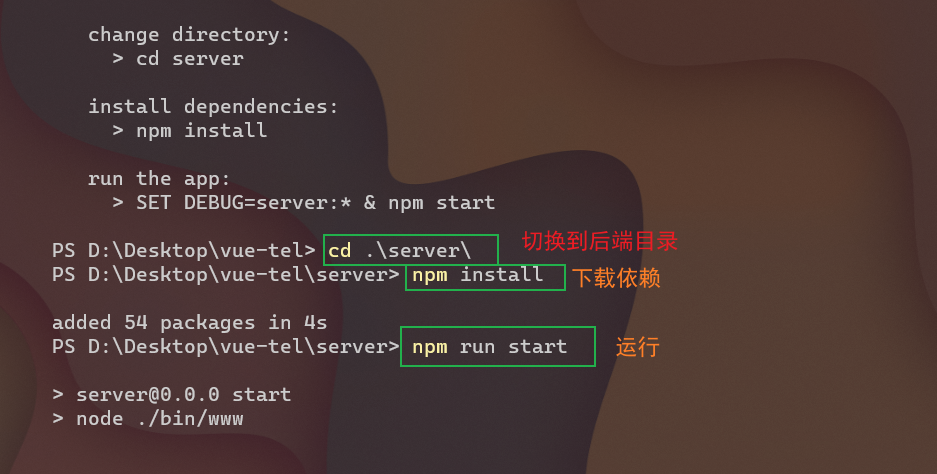 change directory:
> cd server
install dependencies:
> npm install
run the app:
> SET DEBUG=server:* & npm start
PS D:\Desktop\vue-tel> cd .\server\ 切换到后端目录
PS D:\Desktop\vue-tel\server> npm install 下载依赖
added 54 packages in 4s
PS D:\Desktop\vue-tel\server> npm run start 运行
> server@0.0.0 start
> node ./bin/www